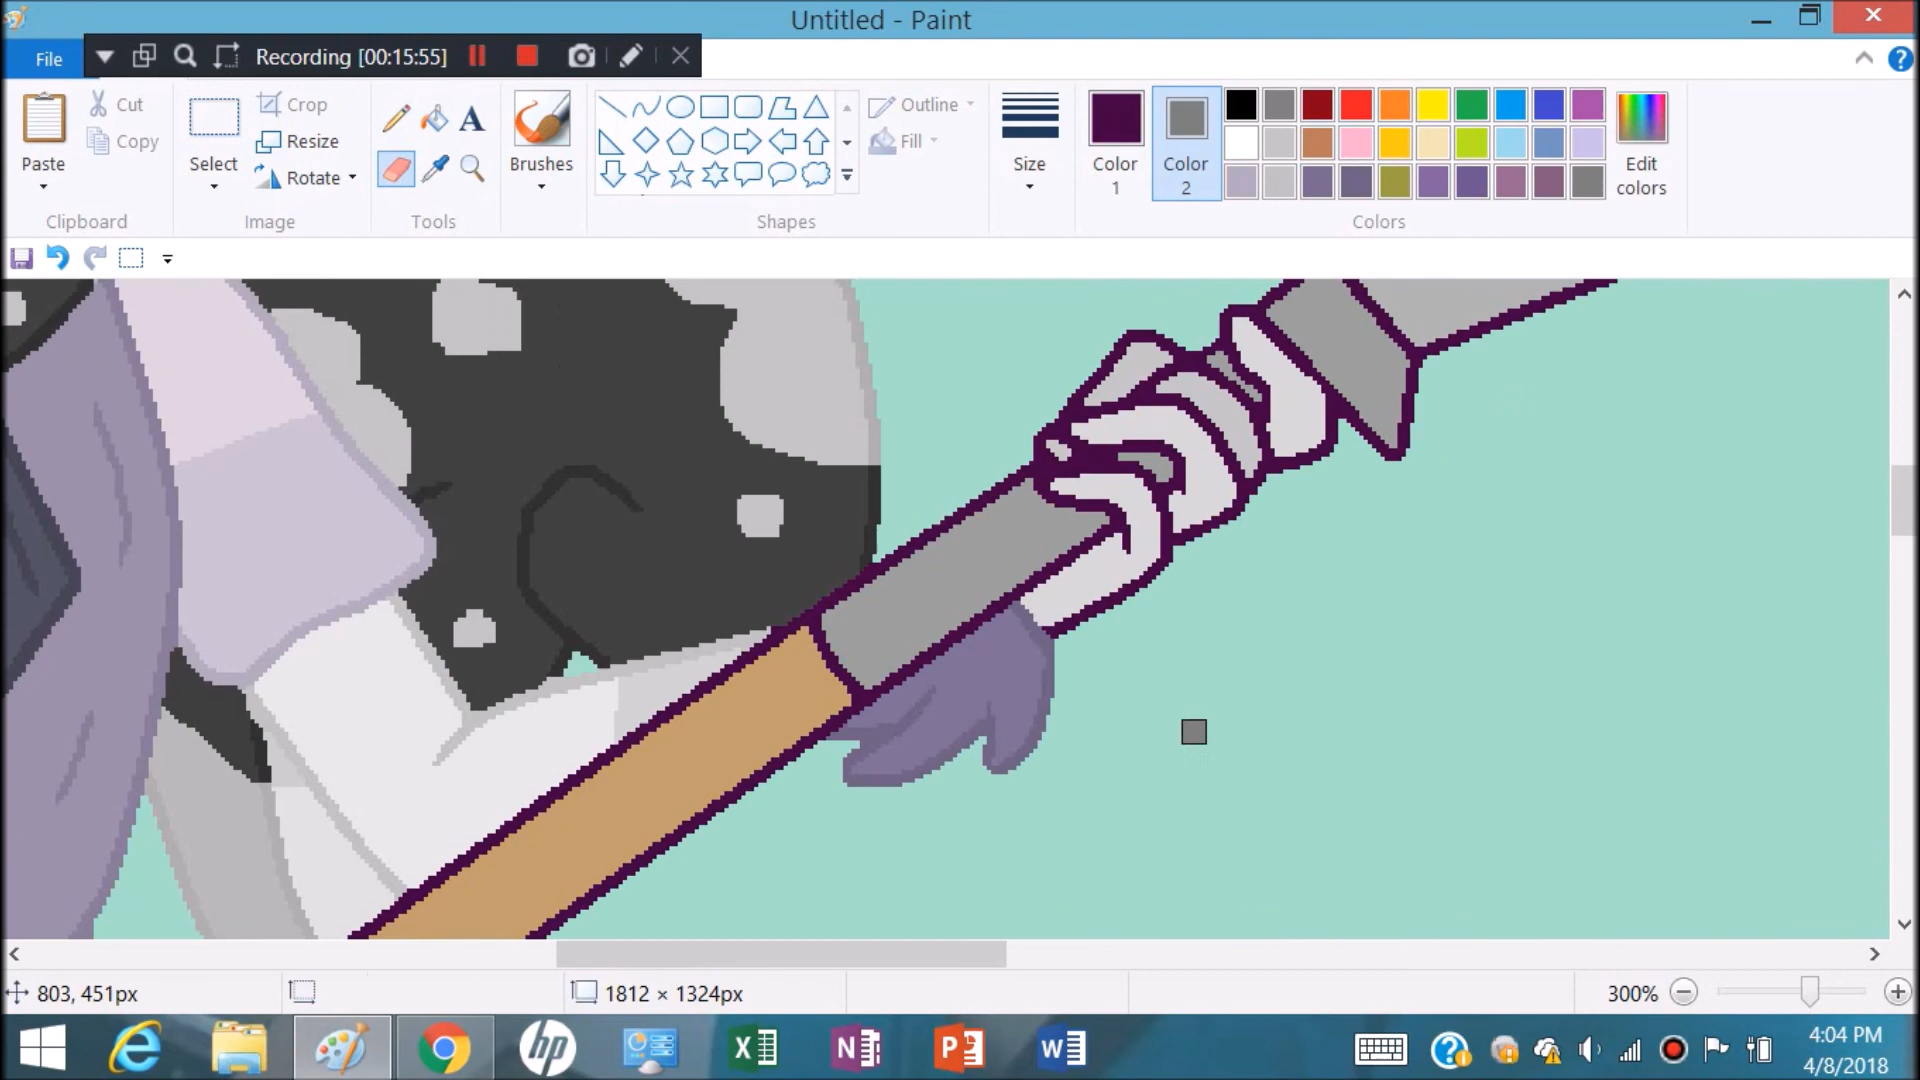 Untitled - Paint
File
Recording [00:15:55]
Paste
Cut
Copy
Clipboard
Select
Crop
Resize
Rotate
Image
A
Tools
Brushes
Outline
Fill
Shapes
Size
Color 1
Color 2
Edit colors
Colors
803, 451px
1812 × 1324px
300%
hp
X
N
P
W
4:04 PM
4/8/2018